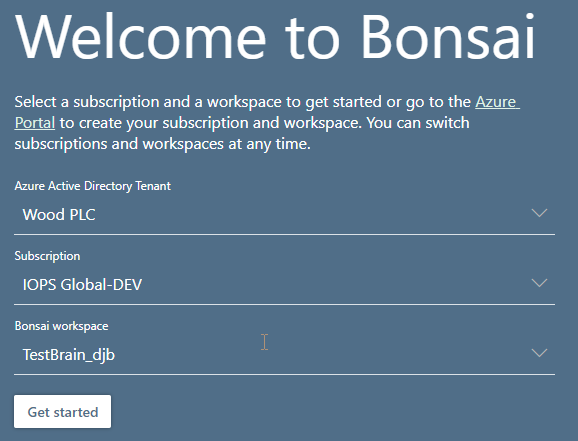 Welcome to Bonsai
Select a subscription and a workspace to get started or go to the Azure
Portal to create your subscription and workspace. You can switch
subscriptions and workspaces at any time.
Azure Active Directory Tenant
Wood PLC
Subscription
IOPS Global-DEV
Bonsai workspace
TestBrain_djb
Get started